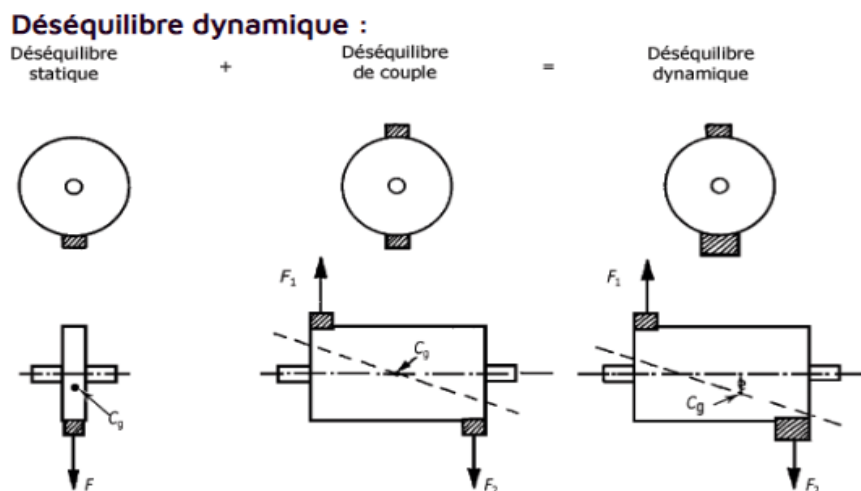 Déséquilibre dynamique :
Déséquilibre
statique
+
Déséquilibre
de couple
=
Déséquilibre
dynamique
F1
F1
Cg
Cg
Cg
e
F
F2
F2